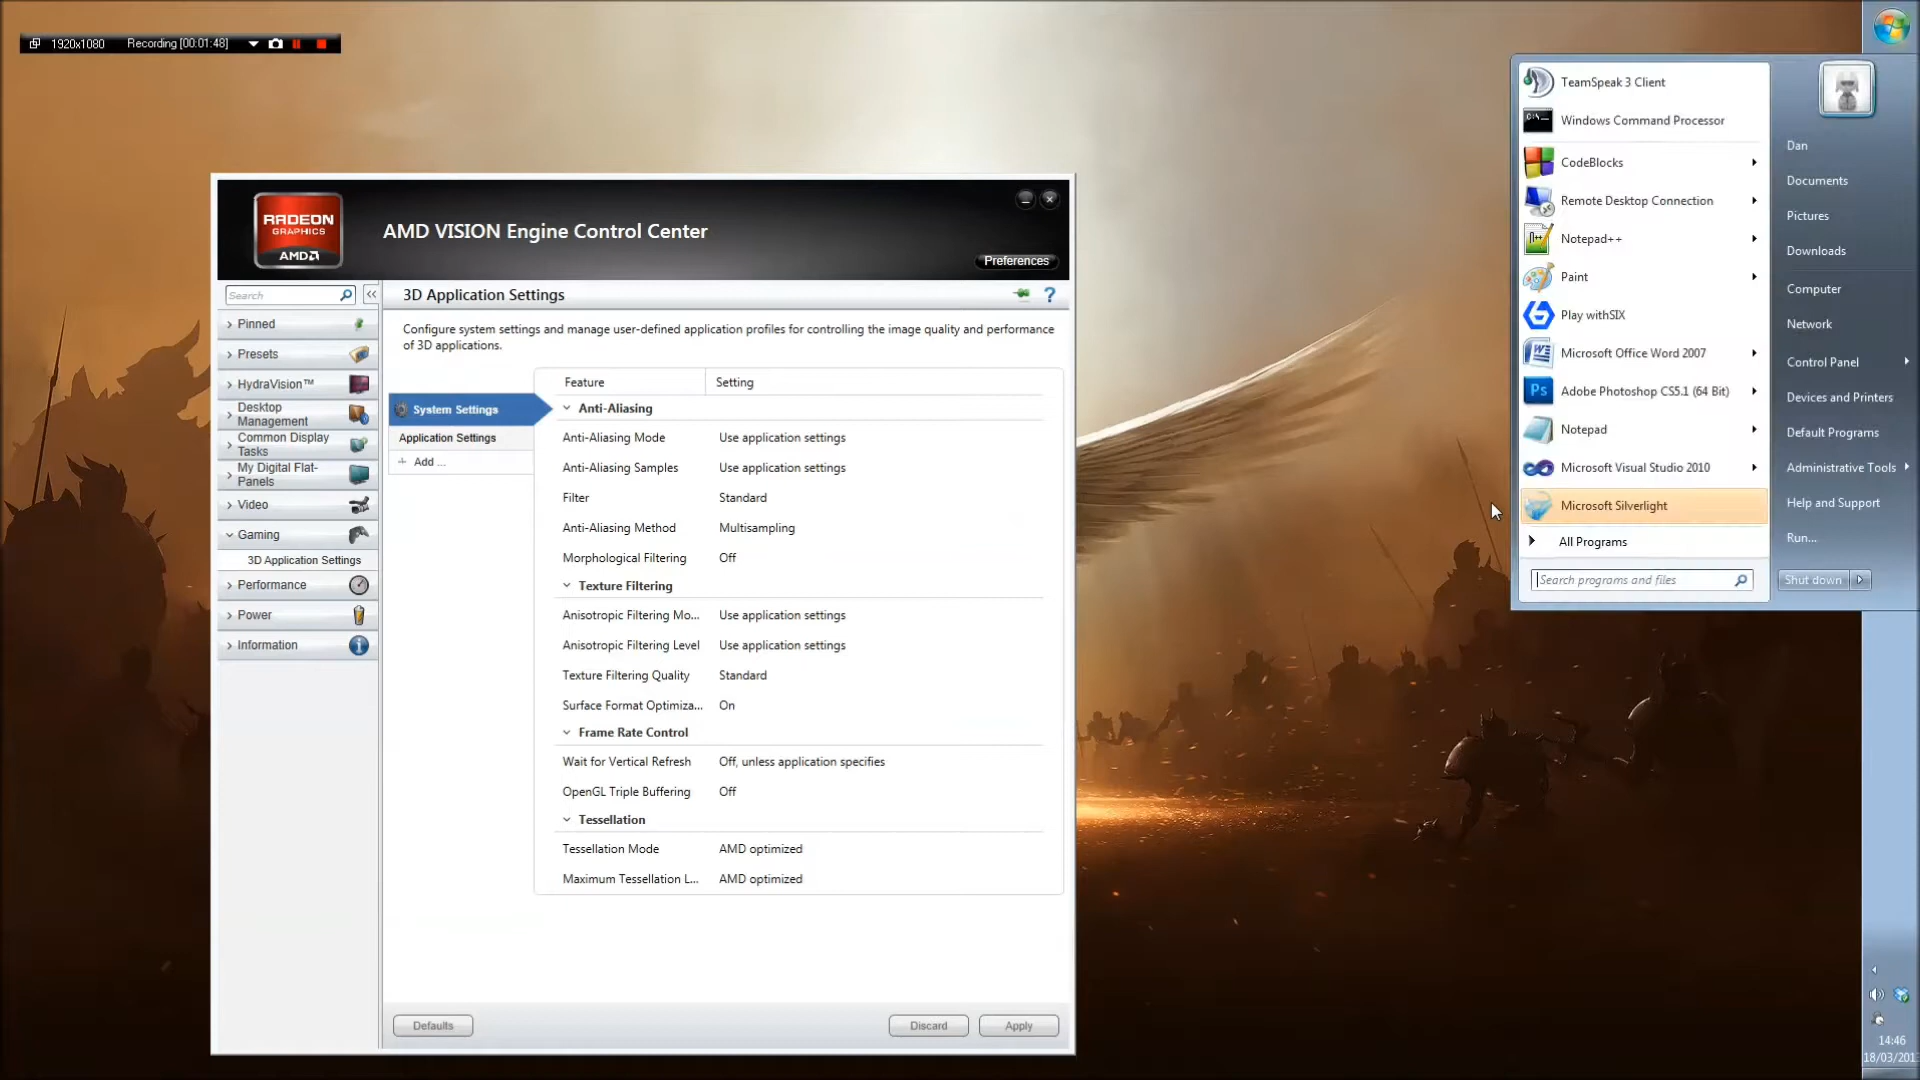 1920x1080 Recording [00:01:48]
RADEON
GRAPHICS
AMD
AMD VISION Engine Control Center
Preferences
Search
Pinned
Presets
HydraVision™
Desktop
Management
Common Display
Tasks
My Digital Flat-
Panels
Video
Gaming
3D Application Settings
Performance
Power
Information
3D Application Settings
Configure system settings and manage user-defined application profiles for controlling the image quality and performance
of 3D applications.
System Settings
Application Settings
Add ...
Feature Setting
Anti-Aliasing
Anti-Aliasing Mode Use application settings
Anti-Aliasing Samples Use application settings
Filter Standard
Anti-Aliasing Method Multisampling
Morphological Filtering Off
Texture Filtering
Anisotropic Filtering Mo... Use application settings
Anisotropic Filtering Level Use application settings
Texture Filtering Quality Standard
Surface Format Optimiza... On
Frame Rate Control
Wait for Vertical Refresh Off, unless application specifies
OpenGL Triple Buffering Off
Tessellation
Tessellation Mode AMD optimized
Maximum Tessellation L... AMD optimized
Defaults Discard Apply
TeamSpeak 3 Client
Windows Command Processor
CodeBlocks
Remote Desktop Connection
Notepad++
Paint
Play withSIX
Microsoft Office Word 2007
Adobe Photoshop CS5.1 (64 Bit)
Notepad
Microsoft Visual Studio 2010
Microsoft Silverlight
All Programs
Search programs and files
Dan
Documents
Pictures
Downloads
Computer
Network
Control Panel
Devices and Printers
Default Programs
Administrative Tools
Help and Support
Run...
Shut down
14:46
18/03/201